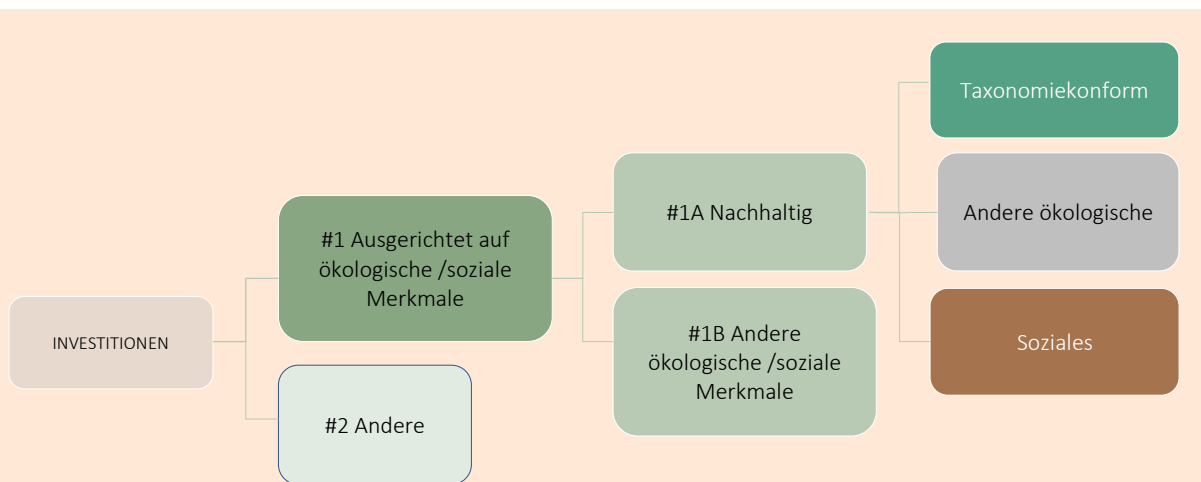 INVESTITIONEN
#1 Ausgerichtet auf
ökologische /soziale
Merkmale
#2 Andere
#1A Nachhaltig
#1B Andere
ökologische /soziale
Merkmale
Taxonomiekonform
Andere ökologische
Soziales